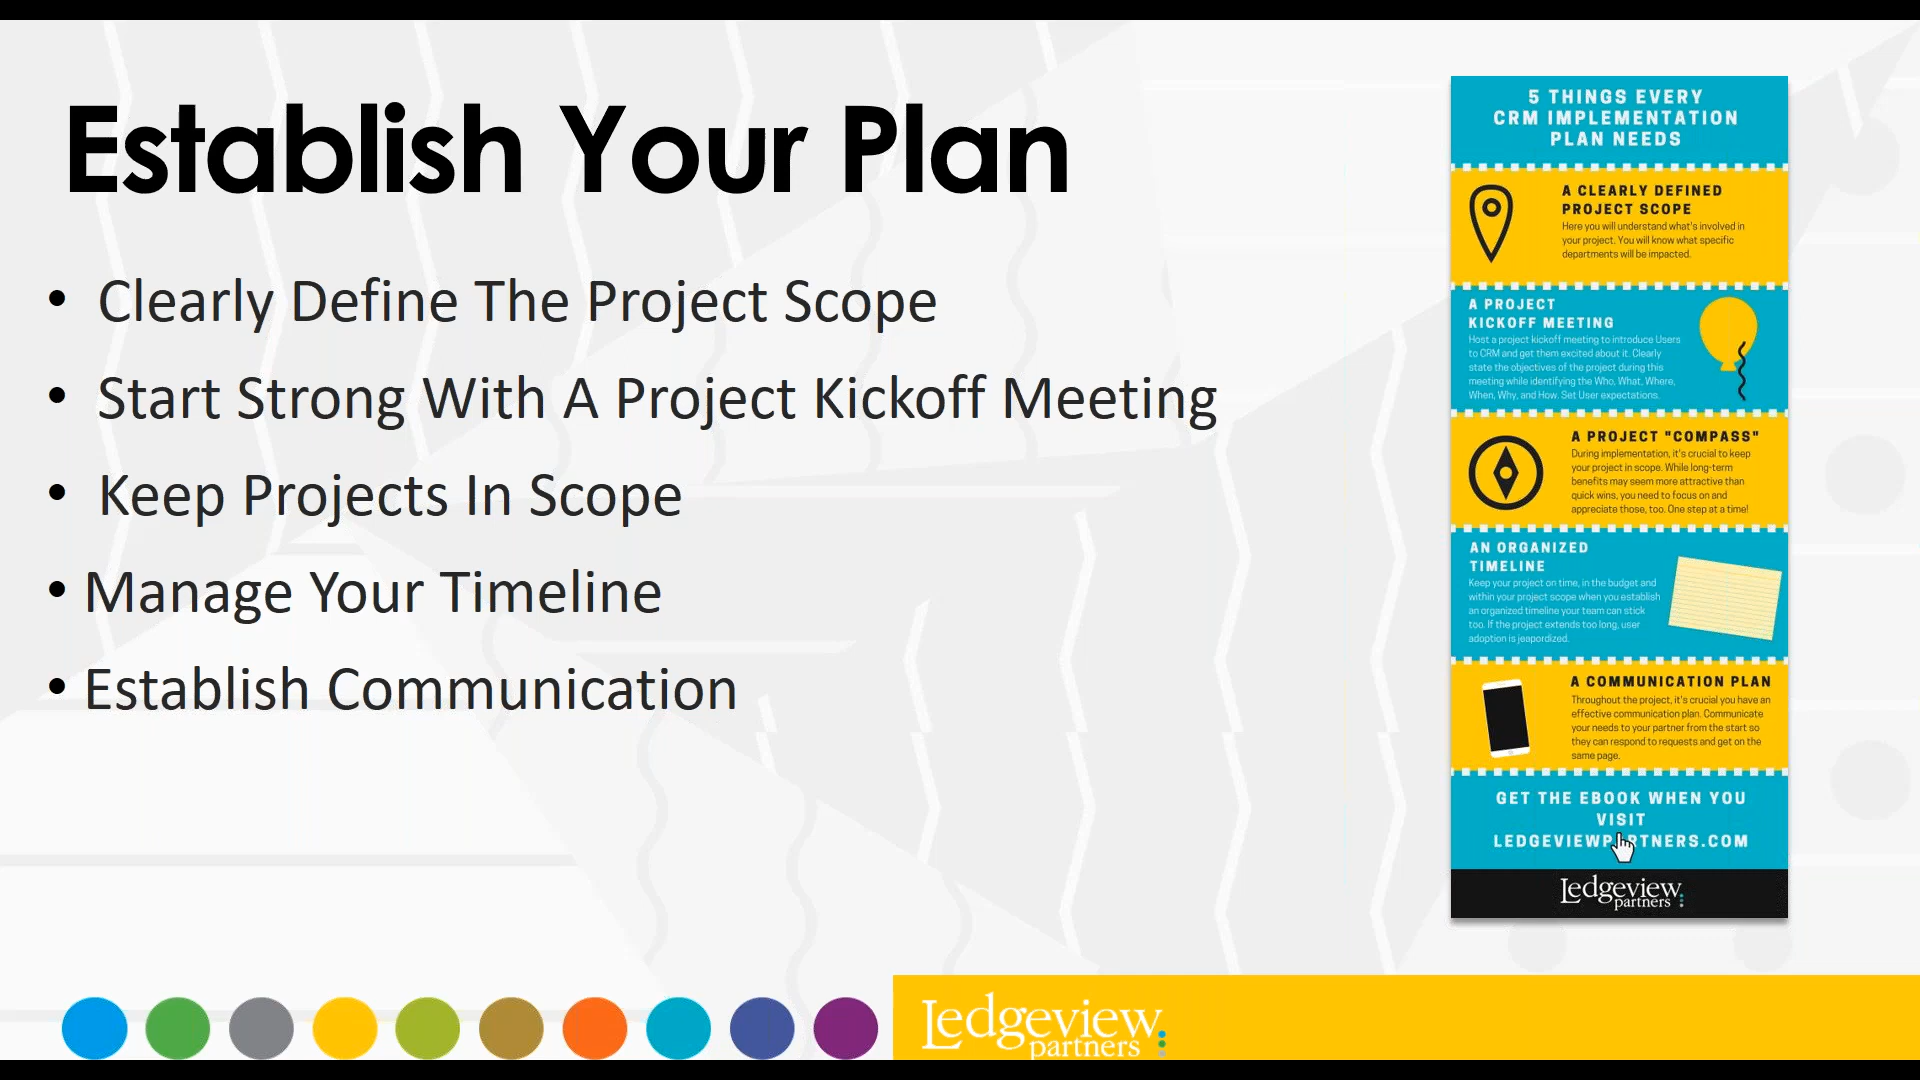 Establish Your Plan
• Clearly Define The Project Scope
• Start Strong With A Project Kickoff Meeting
• Keep Projects In Scope
• Manage Your Timeline
• Establish Communication
5 THINGS EVERY
CRM IMPLEMENTATION
PLAN NEEDS
A CLEARLY DEFINED
PROJECT SCOPE
Here you will understand what's involved in
your project. You will know what specific
departments will be impacted.
A PROJECT
KICKOFF MEETING
Host a project kickoff meeting to introduce Users
to CRM and get them excited about it. Clearly
state the objectives of the project during this
meeting while identifying the Who, What, Where,
When, Why, and How. Set User expectations.
A PROJECT "COMPASS"
During implementation, it's crucial to keep
your project in scope. While long-term
benefits may seem more attractive than
quick wins, you need to focus on and
appreciate those, too. One step at a time!
AN ORGANIZED
TIMELINE
Keep your project on time, in the budget and
within your project scope when you establish
an organized timeline your team can stick
too. If the project extends too long, user
adoption is jeapordized.
A COMMUNICATION PLAN
Throughout the project, it's crucial you have an
effective communication plan. Communicate
your needs to your partner from the start so
they can respond to requests and get on the
same page.
GET THE EBOOK WHEN YOU
VISIT
LEDGEVIEWPARTNERS.COM
Ledgeview
partners
Ledgeview
partners